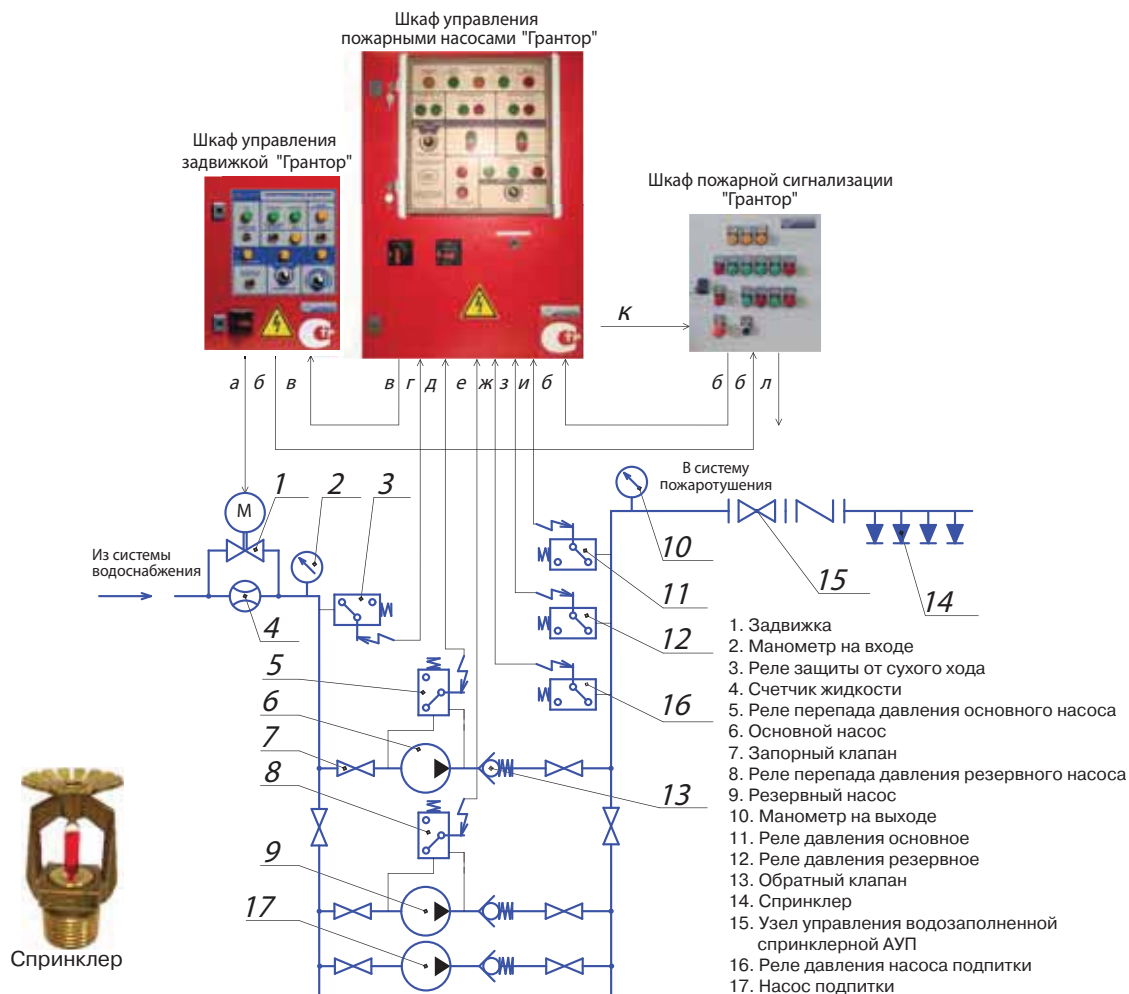 Шкаф управления
пожарными насосами "Грантор"
Шкаф управления
задвижкой "Грантор"
Шкаф пожарной сигнализации
"Грантор"
к
а б в
в г д е ж з и б
б б л
1 2 3
М
Из системы
водоснабжения
4
В систему
пожаротушения
10
11
12
15
14
5
6
7
8
16
13
9
17
1. Задвижка
2. Манометр на входе
3. Реле защиты от сухого хода
4. Счетчик жидкости
5. Реле перепада давления основного насоса
6. Основной насос
7. Запорный клапан
8. Реле перепада давления резервного насоса
9. Резервный насос
10. Манометр на выходе
11. Реле давления основное
12. Реле давления резервное
13. Обратный клапан
14. Спринклер
15. Узел управления водозаполненной
спринклерной АУП
16. Реле давления насоса подпитки
17. Насос подпитки
Спринклер